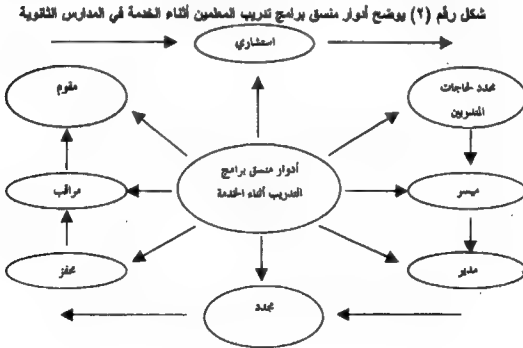 شكل رقم (٢) يوضح أدوار منسق برامج تدريب المعلمين أثناء الخدمة في المدارس الثانوية
استشاري
محدد لحاجات
المتدربين
مقوم
أدوار منسق برامج
التدريب أثناء الخدمة
ميسر
مراقب
مدير
محفز
مجدد